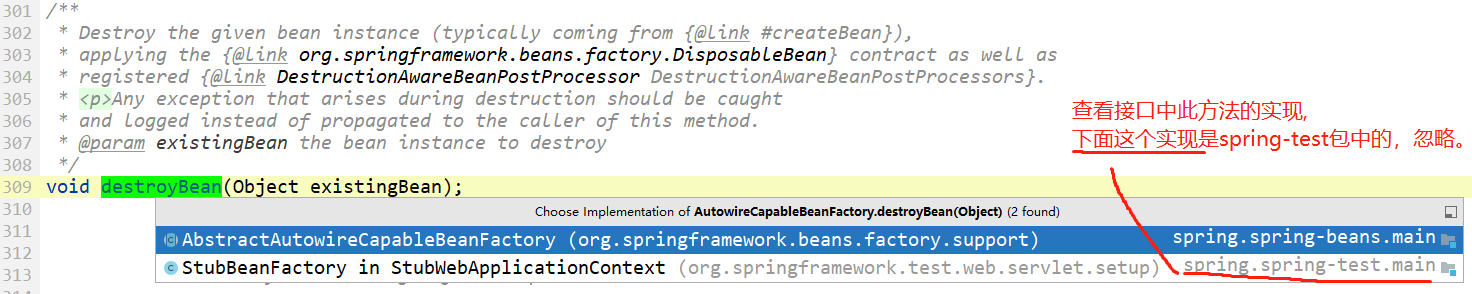 301 /**
302 * Destroy the given bean instance (typically coming from {@link #createBean}),
303 * applying the {@link org.springframework.beans.factory.DisposableBean} contract as well as
304 * registered {@link DestructionAwareBeanPostProcessor DestructionAwareBeanPostProcessors}.
305 * <p>Any exception that arises during destruction should be caught
306 * and logged instead of propagated to the caller of this method.
307 * @param existingBean the bean instance to destroy
308 */
查看接口中此方法的实现,
下面这个实现是spring-test包中的，忽略。
309 void destroyBean(Object existingBean);
310
Choose Implementation of AutowireCapableBeanFactory.destroyBean(Object) (2 found)
311
AbstractAutowireCapableBeanFactory (org.springframework.beans.factory.support) spring.spring-beans.main
312
StubBeanFactory in StubWebApplicationContext (org.springframework.test.web.servlet.setup) spring.spring-test.main
313